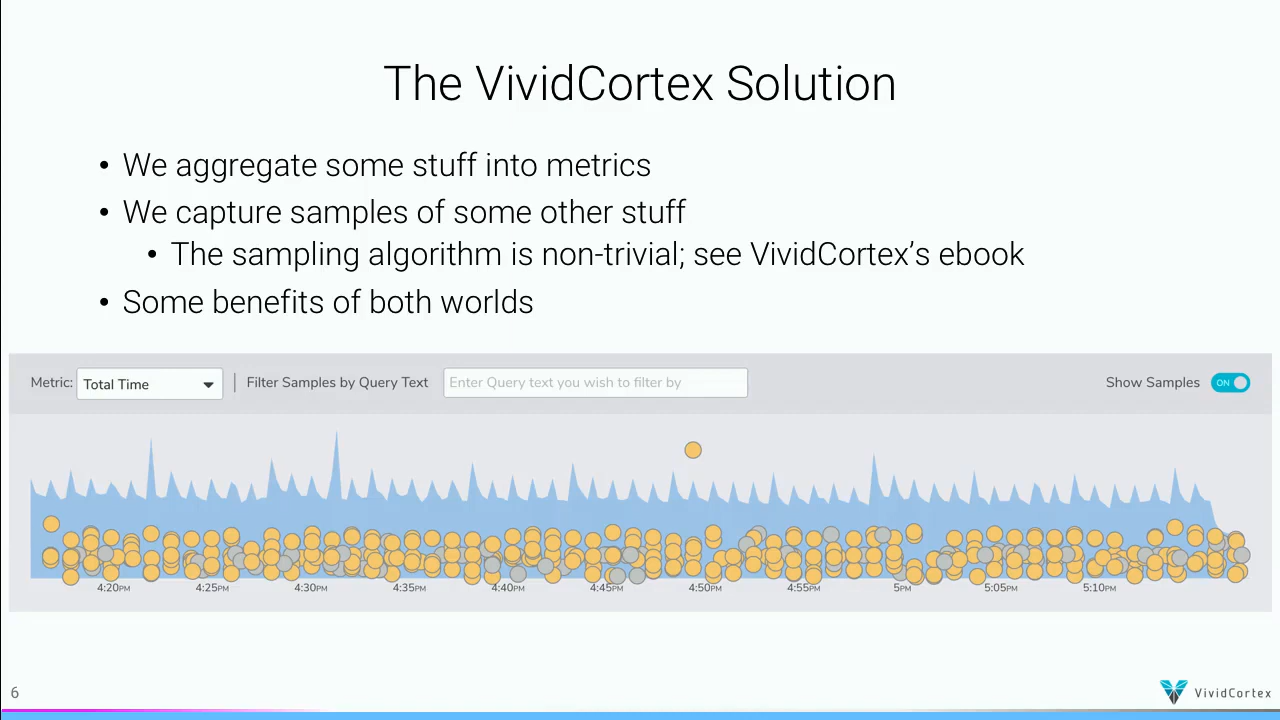 The VividCortex Solution
• We aggregate some stuff into metrics
• We capture samples of some other stuff
• The sampling algorithm is non-trivial; see VividCortex’s ebook
• Some benefits of both worlds
Metric: Total Time | Filter Samples by Query Text Enter Query text you wish to filter by Show Samples ON
4:20PM 4:25PM 4:30PM 4:35PM 4:40PM 4:45PM 4:50PM 4:55PM 5PM 5:05PM 5:10PM
6 VividCortex